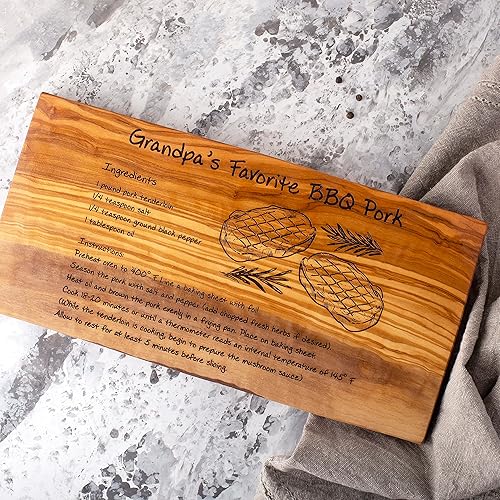 Grandpa's Favorite BBQ Pork
Ingredients
1 pound pork tenderloin
1/4 teaspoon salt
1/4 teaspoon ground black pepper
1 tablespoon oil
Instructions:
Preheat oven to 400° F. Line a baking sheet with foil
Season the pork with salt and pepper (add chopped fresh herbs if desired).
Heat oil and brown the pork evenly in a frying pan. Place on baking sheet.
Cook 18-20 minutes or until a thermometer reads an internal temperature of 145° F
(While the tenderloin is cooking, begin to prepare the mushroom sauce)
Allow to rest for at least 5 minutes before slicing.